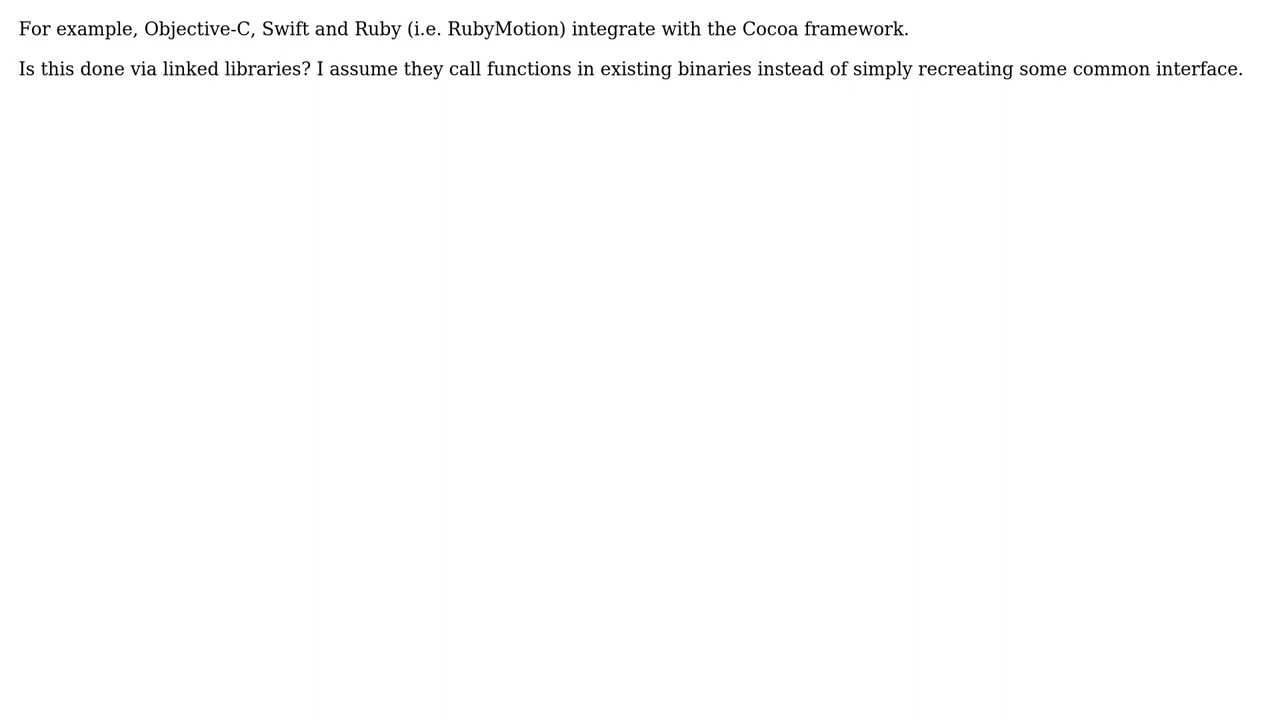 For example, Objective-C, Swift and Ruby (i.e. RubyMotion) integrate with the Cocoa framework.
Is this done via linked libraries? I assume they call functions in existing binaries instead of simply recreating some common interface.